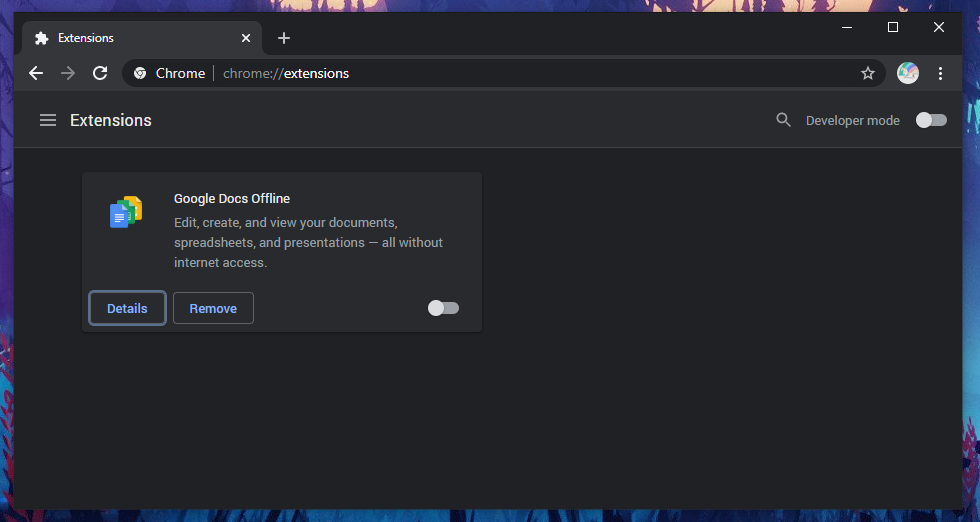 Extensions
Chrome chrome://extensions
Extensions
Developer mode
Google Docs Offline
Edit, create, and view your documents,
spreadsheets, and presentations — all without
internet access.
Details Remove